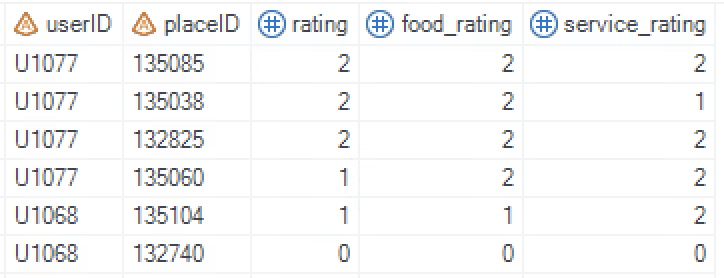 userID placeID rating food_rating service_rating
U1077 135085 2 2 2
U1077 135038 2 2 1
U1077 132825 2 2 2
U1077 135060 1 2 2
U1068 135104 1 1 2
U1068 132740 0 0 0